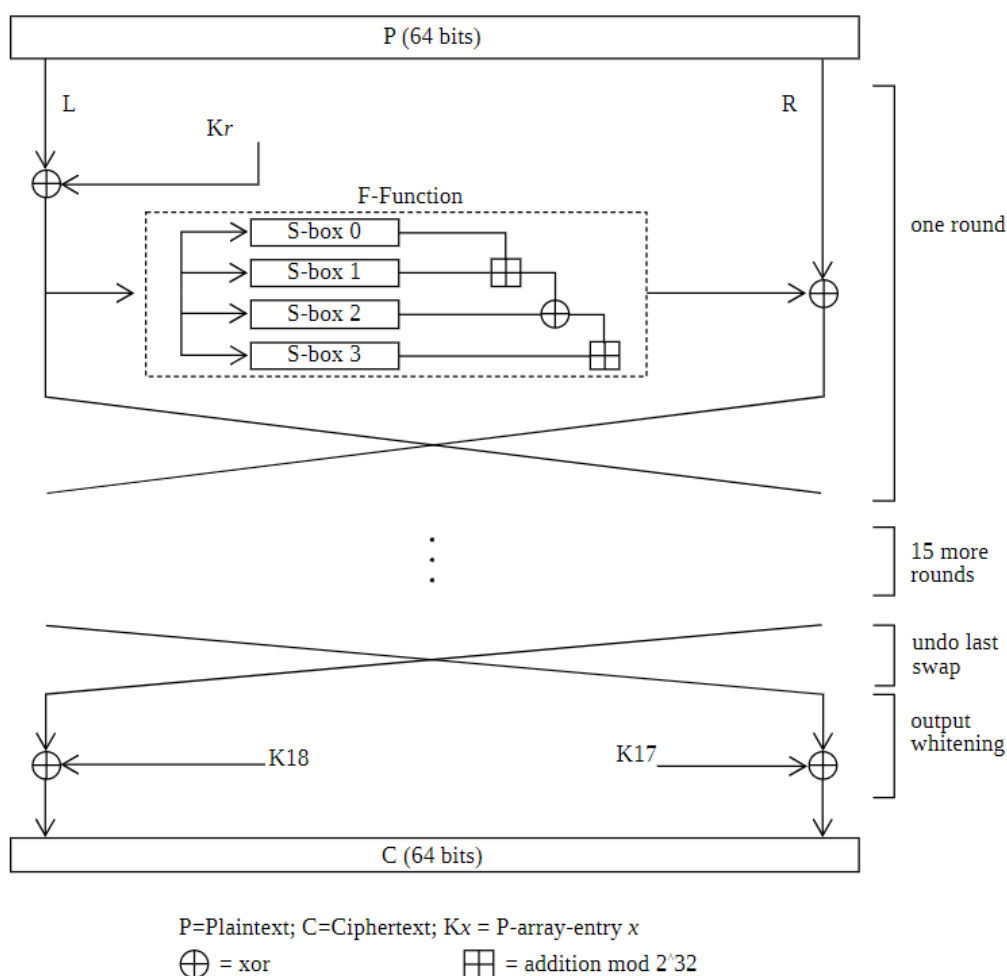 P (64 bits)
L
R
Kr
F-Function
S-box 0
one round
S-box 1
S-box 2
S-box 3
15 more
rounds
undo last
swap
output
whitening
K18
K17
C (64 bits)
P=Plaintext; C=Ciphertext; Kx = P-array-entry x
= xor
= addition mod 2^32